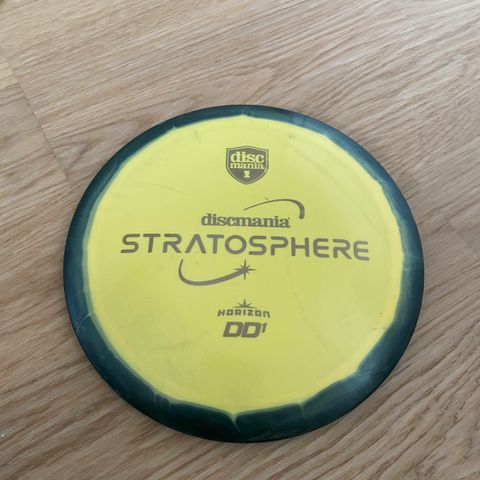 disc
mania
discmania
STRATOSPHERE
HORIZON
DD1